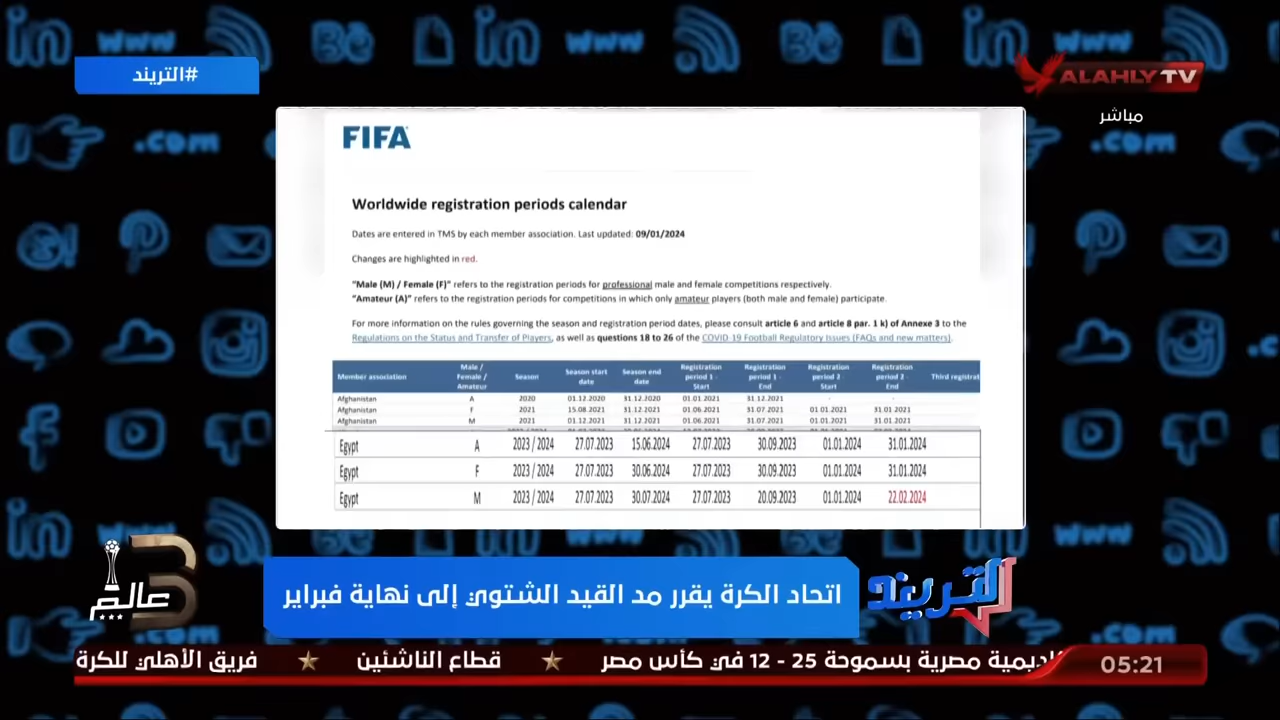 #التريند
ALAHLY TV
مباشر
FIFA
Worldwide registration periods calendar
Dates are entered in TMS by each member association. Last updated: 09/01/2024
Changes are highlighted in red.
"Male (M) / Female (F)" refers to the registration periods for professional male and female competitions respectively.
"Amateur (A)" refers to the registration periods for competitions in which only amateur players (both male and female) participate.
For more information on the rules governing the season and registration period dates, please consult article 6 and article 8 par. 1 k) of Annexe 3 to the
Regulations on the Status and Transfer of Players, as well as questions 18 to 26 of the COVID-19 Football Regulatory Issues (FAQs and new matters).
Member association Male / Female / Amateur Season Season start date Season end date Registration period 1 - Start Registration period 1 - End Registration period 2 - Start Registration period 2 - End Third registrat
Afghanistan A 2020 01.12.2020 31.12.2020 01.01.2021 31.12.2021 - -
Afghanistan F 2021 15.08.2021 31.12.2021 01.06.2021 31.07.2021 01.01.2021 31.01.2021
Afghanistan M 2021 01.12.2021 31.12.2021 01.06.2021 31.07.2021 01.01.2021 31.01.2021
Egypt A 2023 / 2024 27.07.2023 15.06.2024 27.07.2023 30.09.2023 01.01.2024 31.01.2024
Egypt F 2023 / 2024 27.07.2023 30.06.2024 27.07.2023 30.09.2023 01.01.2024 31.01.2024
Egypt M 2023 / 2024 27.07.2023 30.07.2024 27.07.2023 20.09.2023 01.01.2024 22.02.2024
التريند
اتحاد الكرة يقرر مد القيد الشتوي إلى نهاية فبراير
3 عالم
05:21
كاديمية مصرية بسموحة 25 - 12 في كأس مصر ★ قطاع الناشئين ★ فريق الأهلي للكرة
in www Bē in www Bē in www
.com .com